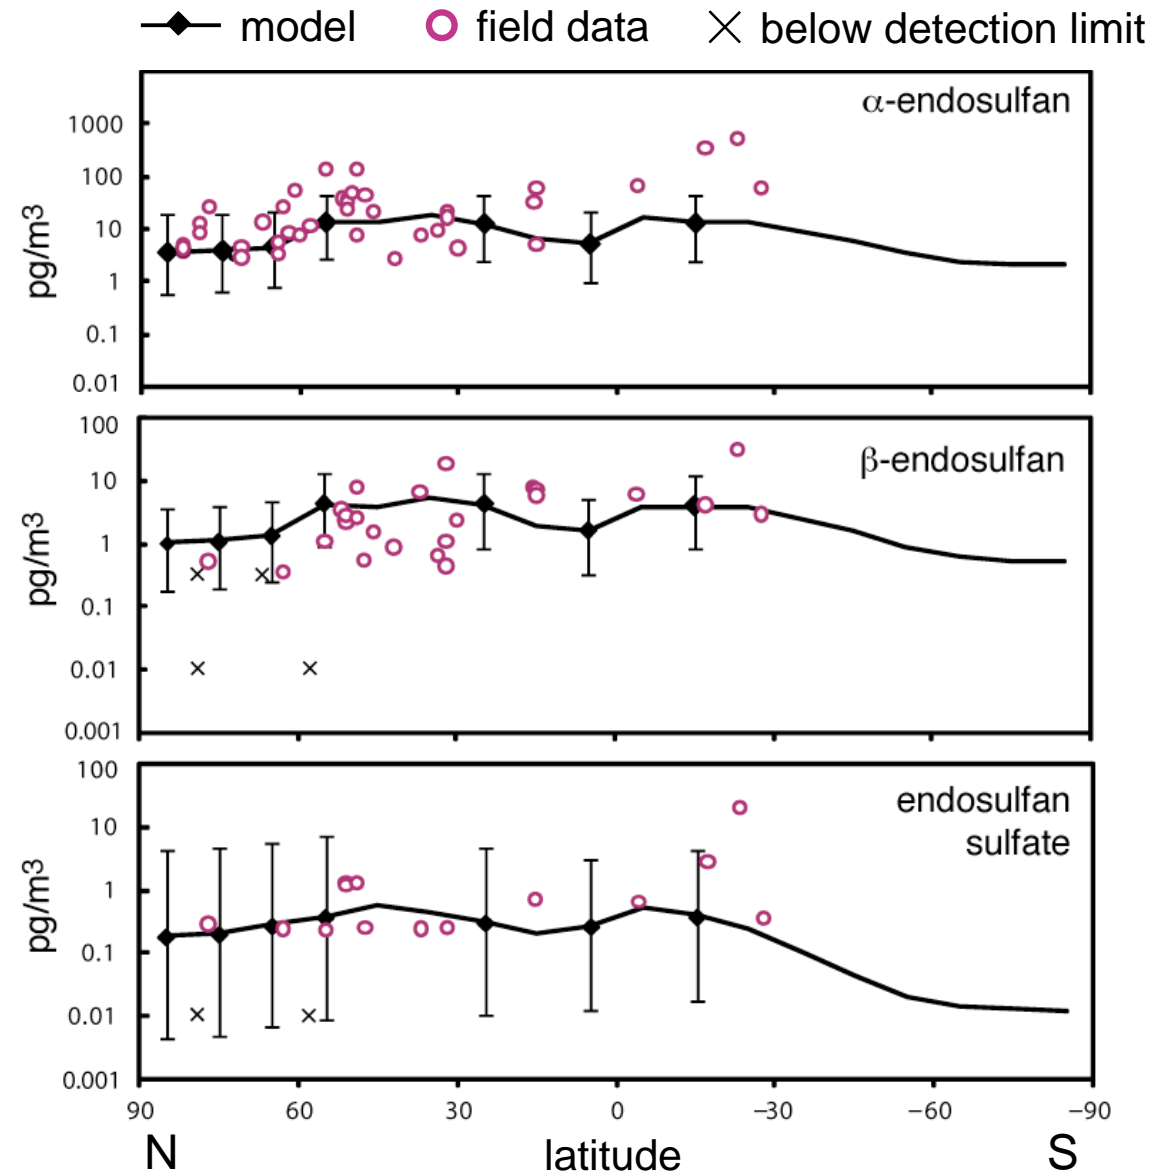 model field data below detection limit
α-endosulfan
1000
100
10
1
0.1
0.01
pg/m3
β-endosulfan
100
10
1
0.1
0.01
0.001
pg/m3
endosulfan
sulfate
100
10
1
0.1
0.01
0.001
pg/m3
90 60 30 0 −30 −60 −90
N latitude S